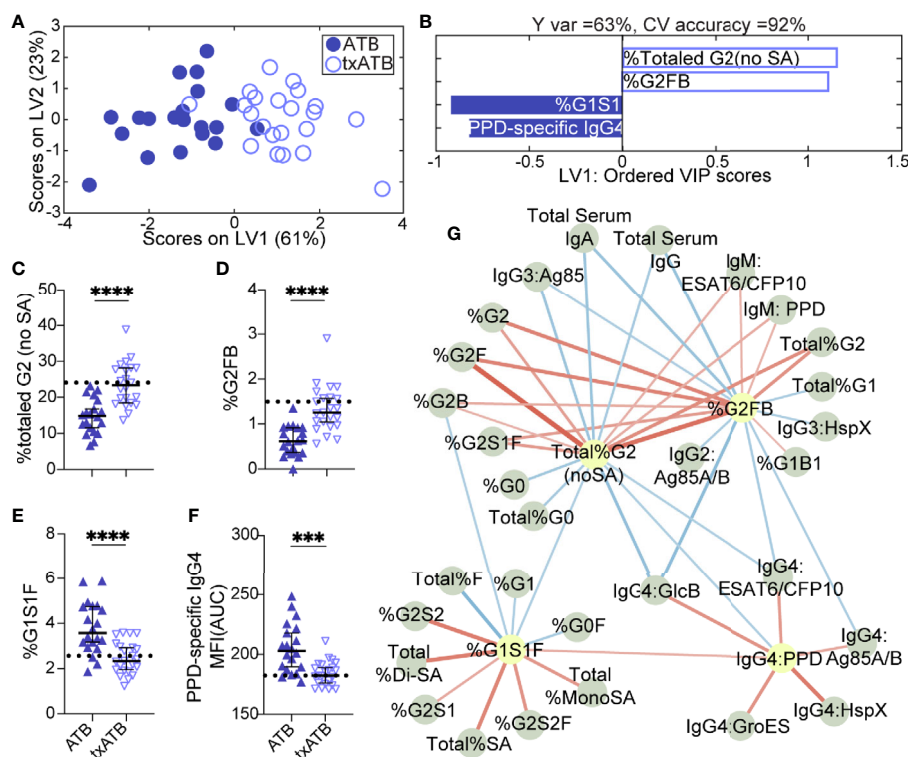 A
Scores on LV2 (23%)
3
2
1
0
-1
-2
-3
-4
-2
0
2
4
Scores on LV1 (61%)
ATB
txATB
B
Y var =63%, CV accuracy =92%
%Totaled G2(no SA)
%G2FB
%G1S1
PPD-specific IgG4
-1
-0.5
0
0.5
1
1.5
LV1: Ordered VIP scores
C
%totaled G2 (no SA)
50
40
30
20
10
0
****
D
%G2FB
4
3
2
1
0
****
E
%G1S1F
8
6
4
2
0
****
ATB
txATB
F
PPD-specific IgG4
MFI(AUC)
300
250
200
150
***
ATB
txATB
G
Total Serum
IgA
Total Serum
IgG
IgG3:Ag85
IgM:
ESAT6/CFP10
%G2
IgM: PPD
%G2F
Total%G2
%G2B
Total%G1
%G2FB
%G2S1F
IgG3:HspX
Total%G2
(noSA)
IgG2:
Ag85A/B
%G1B1
%G0
Total%G0
Total%F
%G1
IgG4:GlcB
IgG4:
ESAT6/CFP10
%G2S2
%G0F
%G1S1F
IgG4:PPD
IgG4:
Ag85A/B
Total
%Di-SA
Total
%MonoSA
%G2S1
%G2S2F
IgG4:HspX
IgG4:GroES
Total%SA